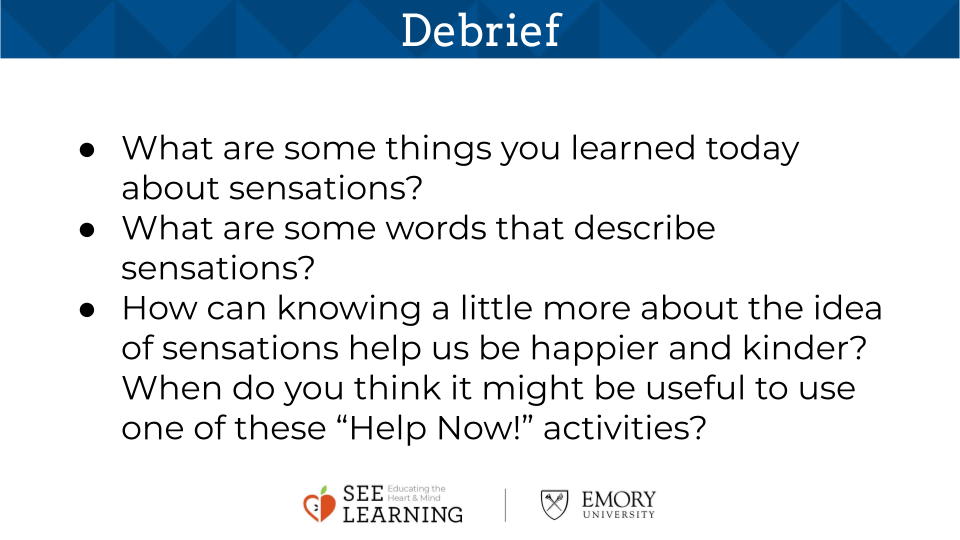 Debrief
● What are some things you learned today
about sensations?
● What are some words that describe
sensations?
● How can knowing a little more about the idea
of sensations help us be happier and kinder?
When do you think it might be useful to use
one of these “Help Now!” activities?
SEE Educating the
Heart & Mind
LEARNING
EMORY
UNIVERSITY